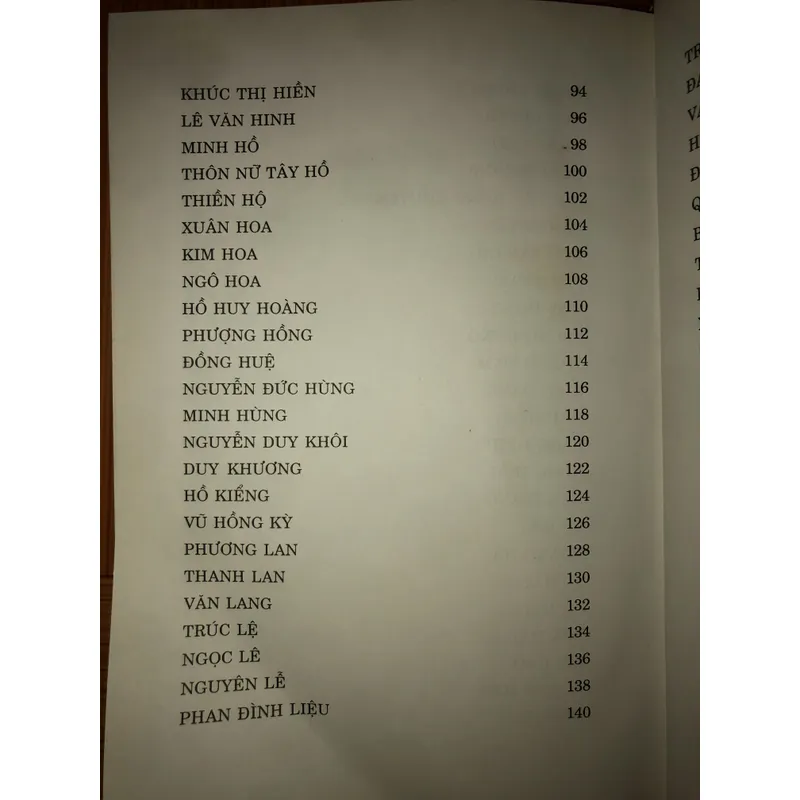 KHÚC THỊ HIỀN 94
LÊ VĂN HINH 96
MINH HỒ 98
THÔN NỮ TÂY HỒ 100
THIỀN HỘ 102
XUÂN HOA 104
KIM HOA 106
NGÔ HOA 108
HỒ HUY HOÀNG 110
PHƯỢNG HỒNG 112
ĐỒNG HUỆ 114
NGUYỄN ĐỨC HÙNG 116
MINH HÙNG 118
NGUYỄN DUY KHÔI 120
DUY KHƯƠNG 122
HỒ KIỂNG 124
VŨ HỒNG KỲ 126
PHƯƠNG LAN 128
THANH LAN 130
VĂN LANG 132
TRÚC LỆ 134
NGỌC LÊ 136
NGUYÊN LỄ 138
PHAN ĐÌNH LIỆU 140